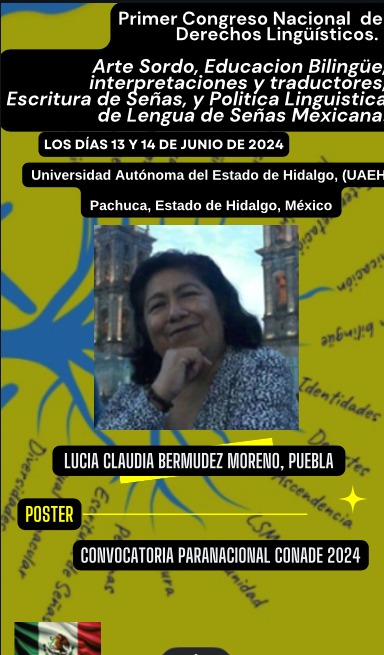 Primer Congreso Nacional de
Derechos Lingüísticos.
Arte Sordo, Educacion Bilingüe,
interpretaciones y traductores,
Escritura de Señas, y Politica Linguistica
de Lengua de Señas Mexicana.
LOS DÍAS 13 Y 14 DE JUNIO DE 2024
Universidad Autónoma del Estado de Hidalgo, (UAEH
Pachuca, Estado de Hidalgo, México
bilingüe
Identidades
LUCIA CLAUDIA BERMUDEZ MORENO, PUEBLA
POSTER
CONVOCATORIA PARANACIONAL CONADE 2024
LSM